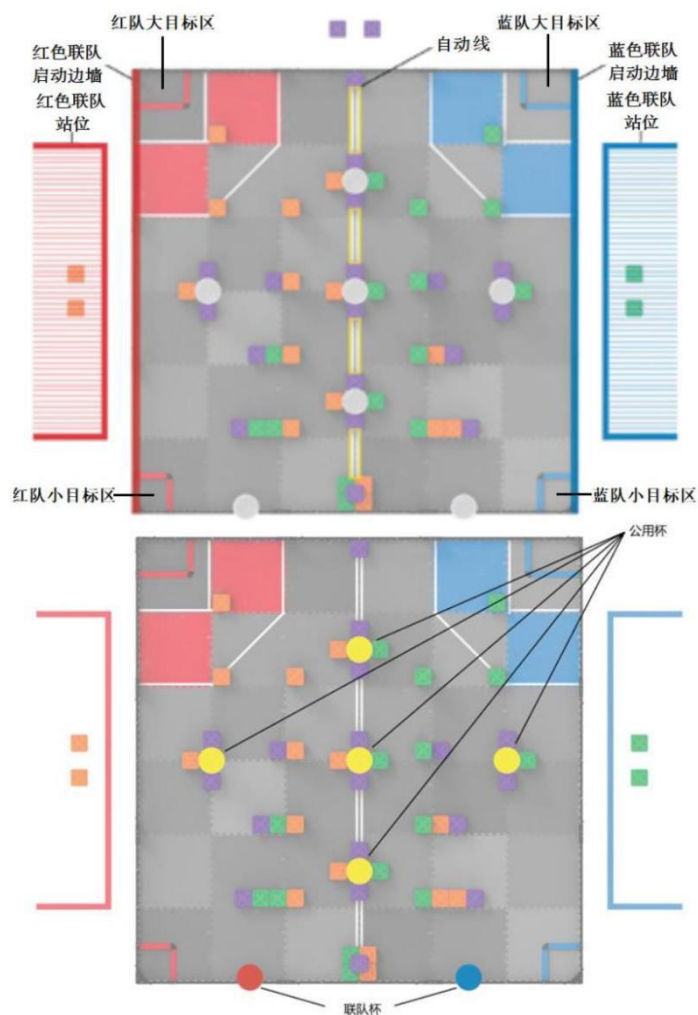 红队大目标区
蓝队大目标区
自动线
红色联队
启动边墙
蓝色联队
启动边墙
红色联队
站位
蓝色联队
站位
红队小目标区
蓝队小目标区
公用杯
联队杯